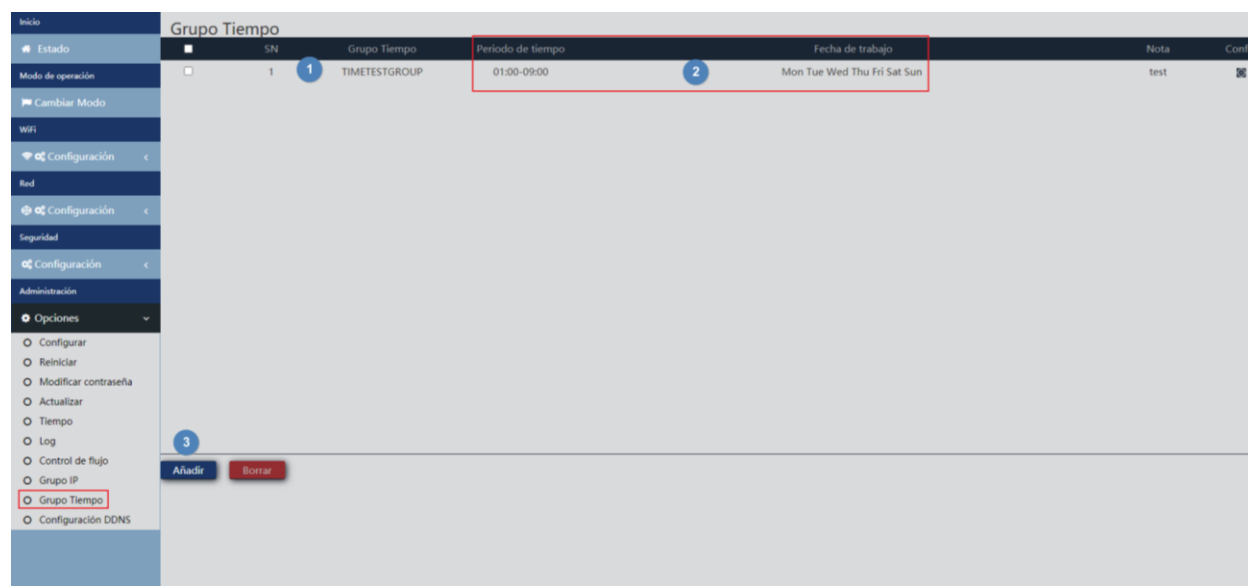 Inicio
Estado
Modo de operación
Cambiar Modo
WiFi
Configuración
Red
Configuración
Seguridad
Configuración
Administración
Opciones
Configurar
Reiniciar
Modificar contraseña
Actualizar
Tiempo
Log
Control de flujo
Grupo IP
Grupo Tiempo
Configuración DDNS
Grupo Tiempo
SN Grupo Tiempo Periodo de tiempo Fecha de trabajo Nota Conf
1 1 TIMETESTGROUP 01:00-09:00 2 Mon Tue Wed Thu Fri Sat Sun test
3
Añadir Borrar